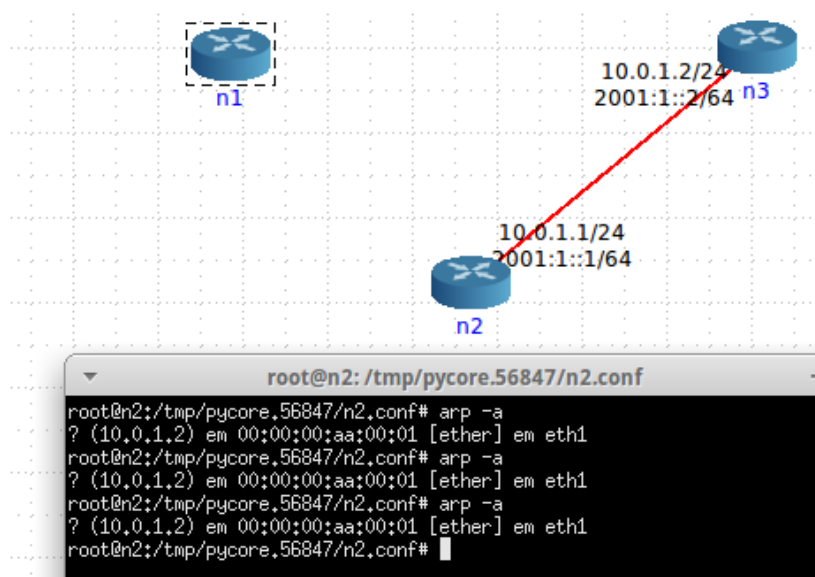 n1
10.0.1.2/24
2001:1::2/64
n3
10.0.1.1/24
2001:1::1/64
n2
root@n2: /tmp/pycore.56847/n2.conf
root@n2:/tmp/pycore.56847/n2.conf# arp -a
? (10.0.1.2) em 00:00:00:aa:00:01 [ether] em eth1
root@n2:/tmp/pycore.56847/n2.conf# arp -a
? (10.0.1.2) em 00:00:00:aa:00:01 [ether] em eth1
root@n2:/tmp/pycore.56847/n2.conf# arp -a
? (10.0.1.2) em 00:00:00:aa:00:01 [ether] em eth1
root@n2:/tmp/pycore.56847/n2.conf#